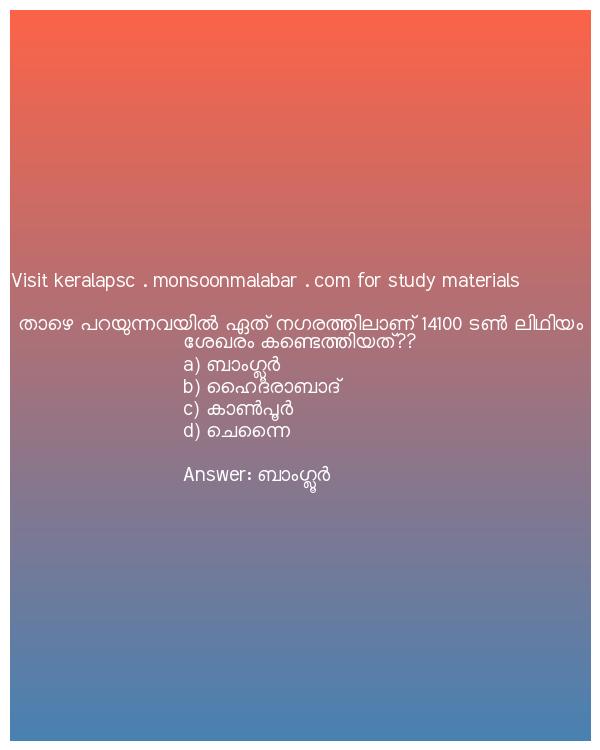 Visit keralapsc . monsoonmalabar . com for study materials
താഴെ പറയുന്നവയിൽ ഏത് നഗരത്തിലാണ് 14100 ടൺ ലിഥിയം
ശേഖരം കണ്ടെത്തിയത്??
a) ബാംഗ്ലൂർ
b) ഹൈദരാബാദ്
c) കാൺപൂർ
d) ചെന്നൈ
Answer: ബാംഗ്ലൂർ